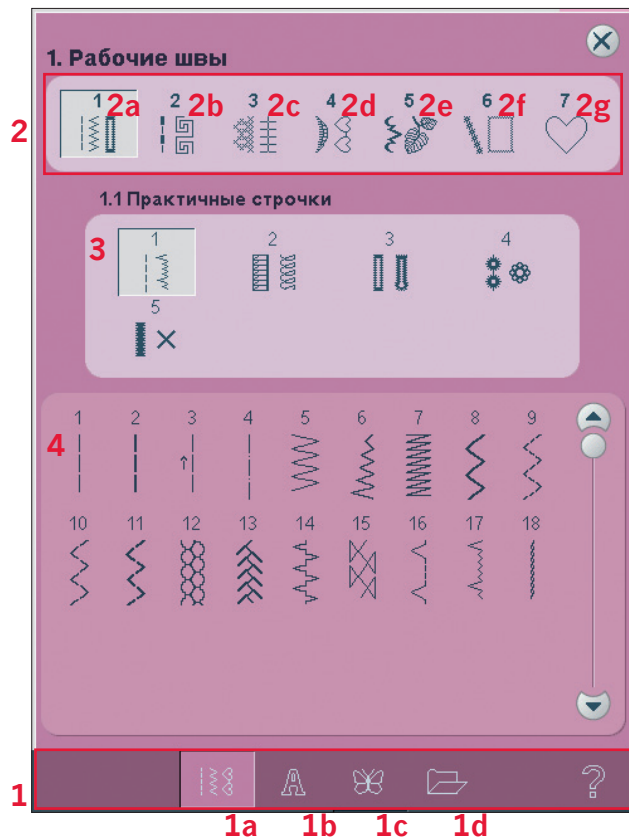 1. Рабочие швы
1 2a 2 2b 3 2c 4 2d 5 2e 6 2f 7 2g
2
1.1 Практичные строчки
3
1 2 3 4
5
4
1 2 3 4 5 6 7 8 9
10 11 12 13 14 15 16 17 18
A ?
1
1a 1b 1c 1d